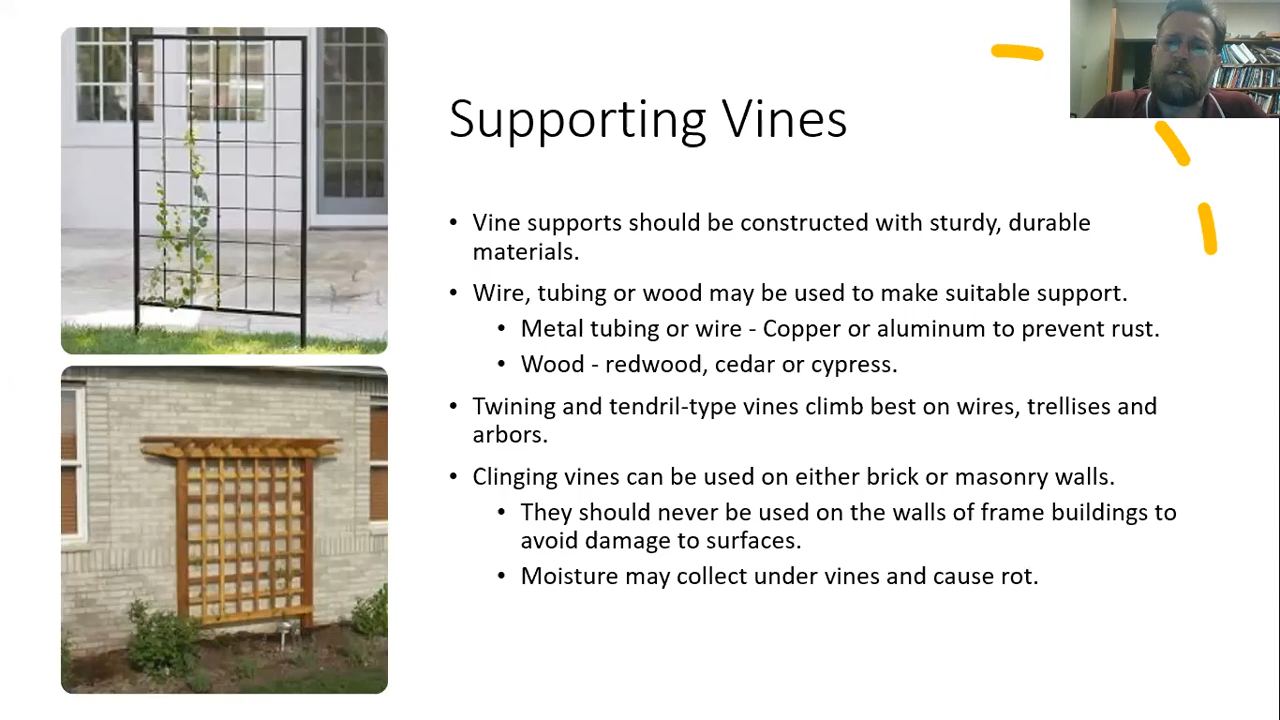 Supporting Vines
• Vine supports should be constructed with sturdy, durable
materials.
• Wire, tubing or wood may be used to make suitable support.
• Metal tubing or wire - Copper or aluminum to prevent rust.
• Wood - redwood, cedar or cypress.
• Twining and tendril-type vines climb best on wires, trellises and
arbors.
• Clinging vines can be used on either brick or masonry walls.
• They should never be used on the walls of frame buildings to
avoid damage to surfaces.
• Moisture may collect under vines and cause rot.